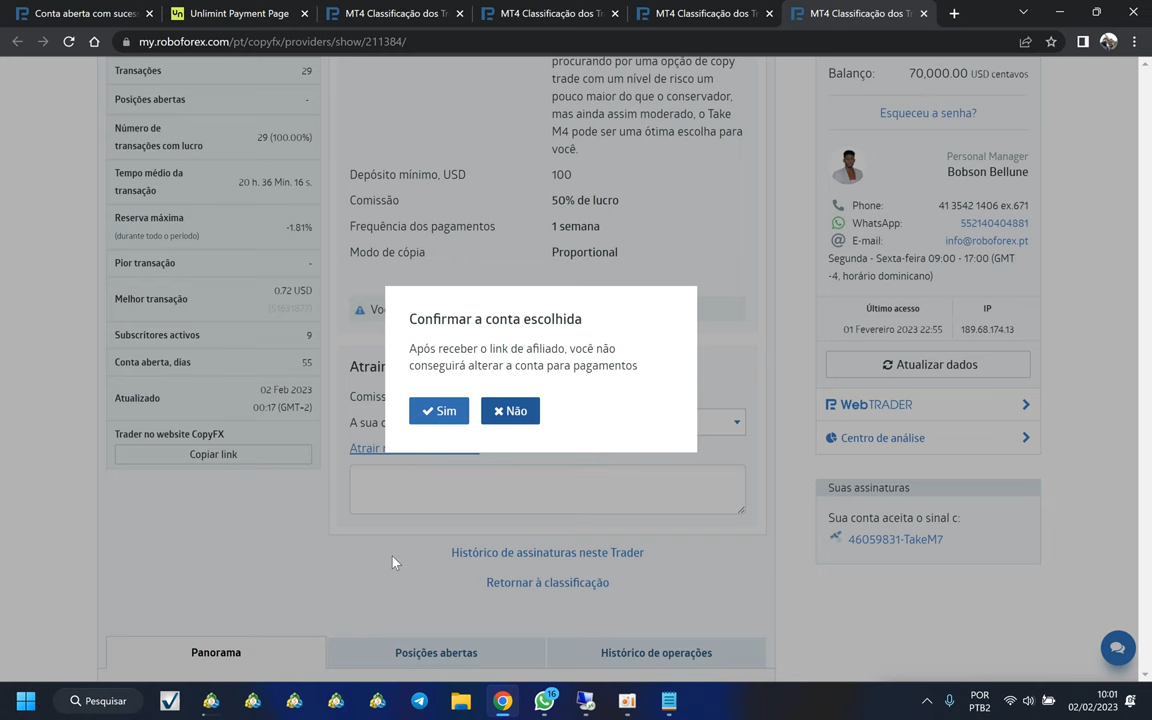 Conta aberta com suces
Unlimint Payment Page
MT4 Classificação dos Tr
MT4 Classificação dos Tr
MT4 Classificação dos Tr
MT4 Classificação dos Tr
my.roboforex.com/pt/copyfx/providers/show/211384/
Transações 29
Posições abertas -
Número de
transações com lucro 29 (100.00%)
Tempo médio da
transação 20 h. 36 Min. 16 s.
Reserva máxima
(durante todo o período) -1.81%
Pior transação -
Melhor transação 0.72 USD
(51631877)
Subscritores activos 9
Conta aberta, dias 55
Atualizado 02 Feb 2023
00:17 (GMT+2)
Trader no website CopyFX
Copiar link
procurando por uma opção de copy
trade com um nível de risco um
pouco maior do que o conservador,
mas ainda assim moderado, o Take
M4 pode ser uma ótima escolha para
você.
Depósito mínimo, USD 100
Comissão 50% de lucro
Frequência dos pagamentos 1 semana
Modo de cópia Proportional
Confirmar a conta escolhida
Após receber o link de afiliado, você não
conseguirá alterar a conta para pagamentos
Sim Não
Atrair
A sua
Atrair
Histórico de assinaturas neste Trader
Retornar à classificação
Panorama Posições abertas Histórico de operações
Balanço: 70,000.00 USD centavos
Esqueceu a senha?
Personal Manager
Bobson Bellune
Phone: 41 3542 1406 ex.671
WhatsApp: 552140404881
E-mail: info@roboforex.pt
Segunda - Sexta-feira 09:00 - 17:00 (GMT
-4, horário dominicano)
Último acesso IP
01 Fevereiro 2023 22:55 189.68.174.13
Atualizar dados
WebTRADER
Centro de análise
Suas assinaturas
Sua conta aceita o sinal с:
46059831-TakeM7
Pesquisar
16
POR
PTB2
10:01
02/02/2023